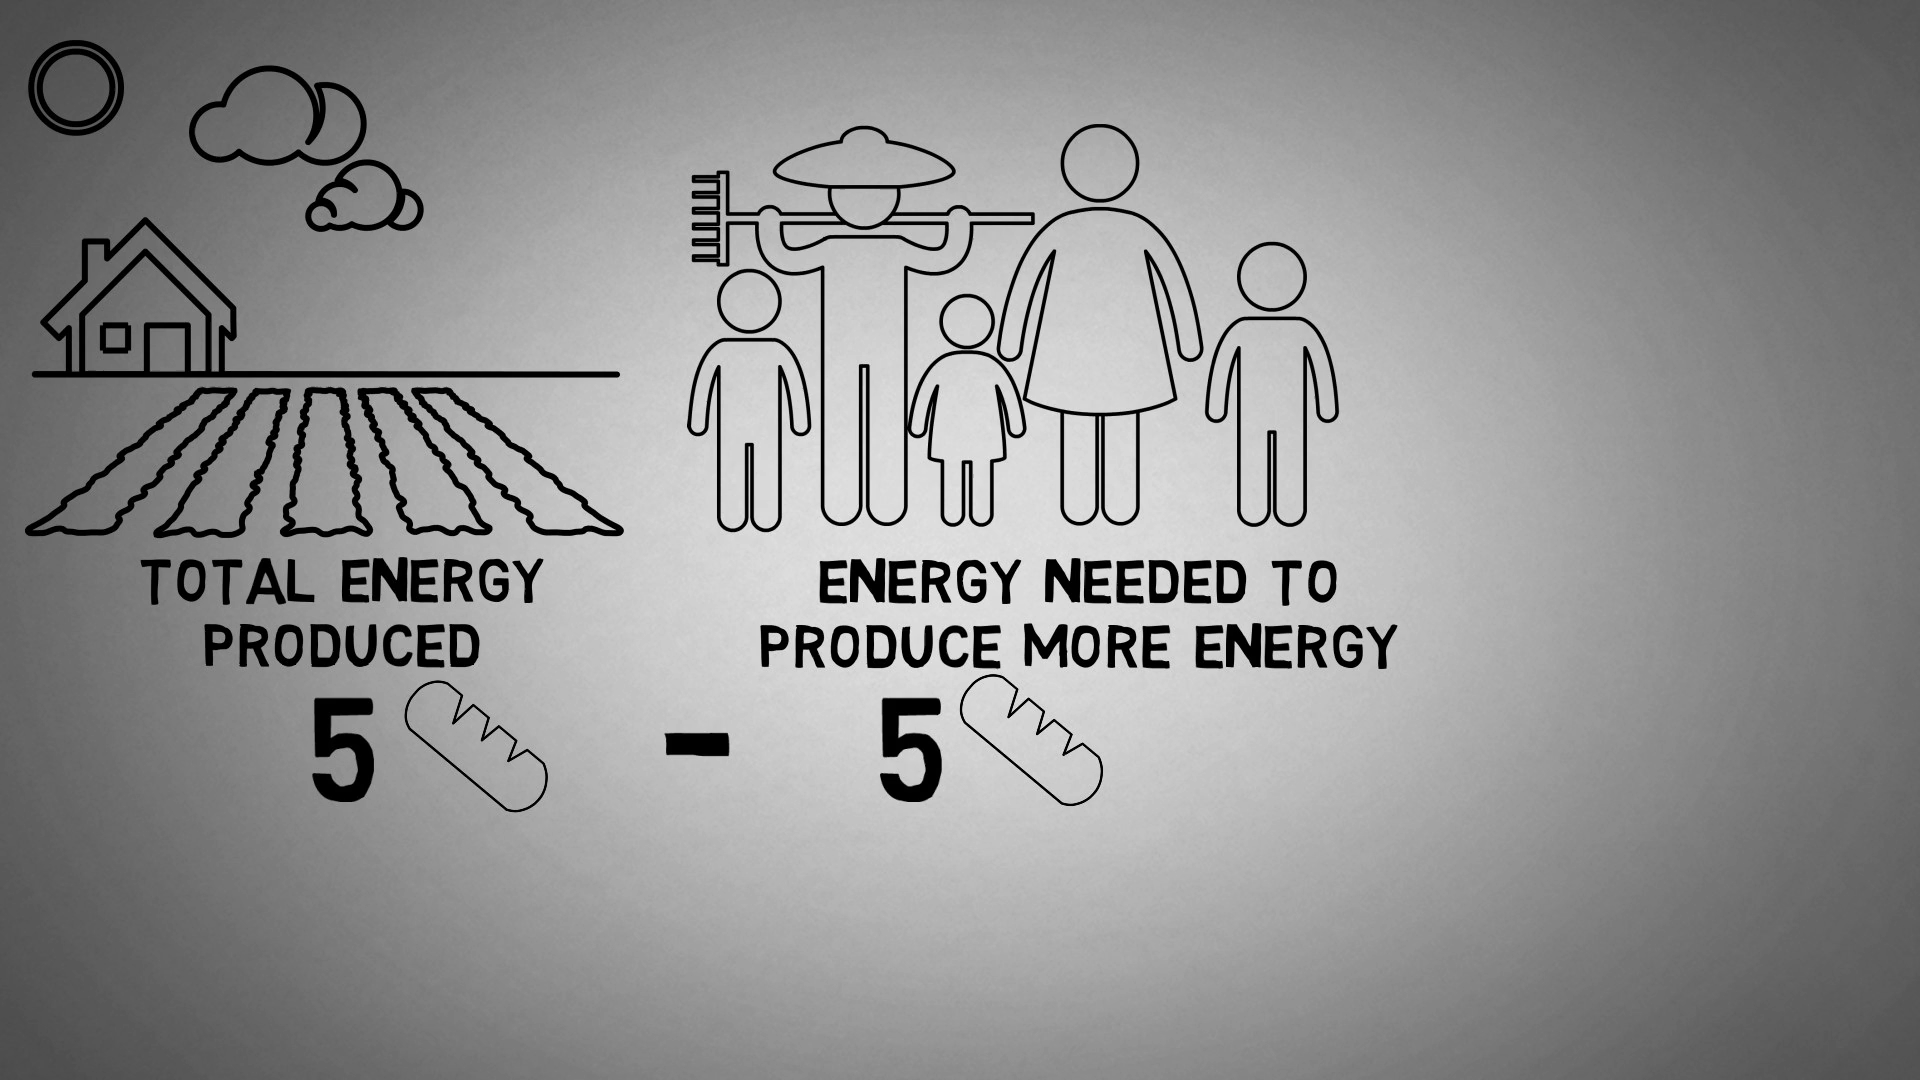 TOTAL ENERGY
PRODUCED
ENERGY NEEDED TO
PRODUCE MORE ENERGY
5 - 5